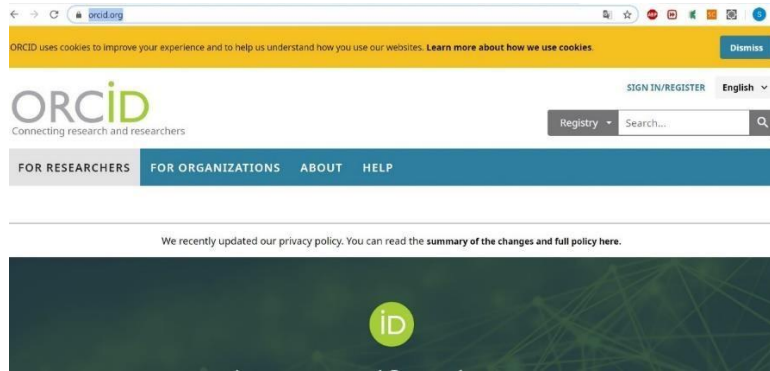 orcid.org
ORCID uses cookies to improve your experience and to help us understand how you use our websites. Learn more about how we use cookies.
Dismiss
SIGN IN/REGISTER English
ORCiD
Connecting research and researchers
Registry Search...
FOR RESEARCHERS FOR ORGANIZATIONS ABOUT HELP
We recently updated our privacy policy. You can read the summary of the changes and full policy here.
iD